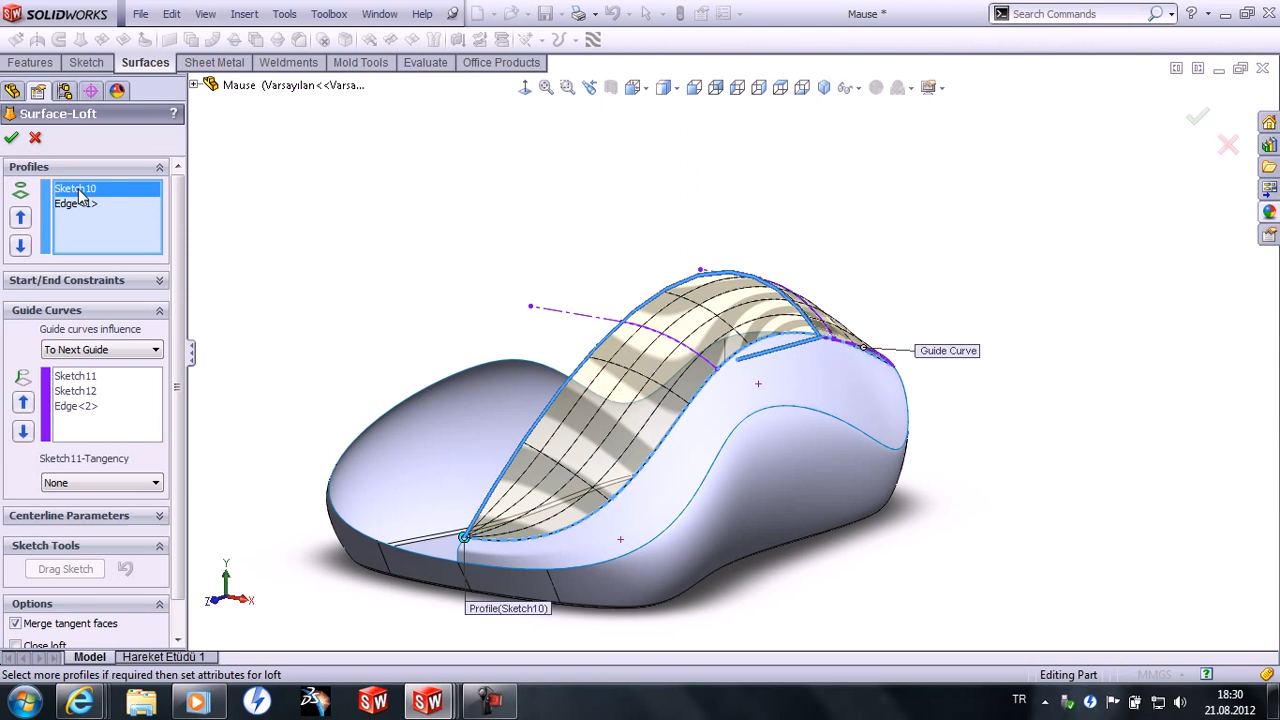 SOLIDWORKS File Edit View Insert Tools Toolbox Window Help Mause * Search Commands
Features Sketch Surfaces Sheet Metal Weldments Mold Tools Evaluate Office Products
Mause (Varsayılan<<Varsa...
Surface-Loft ?
Profiles
Sketch10
Edge<1>
Start/End Constraints
Guide Curves
Guide curves influence
To Next Guide
Guide Curve
Sketch11
Sketch12
Edge<2>
Sketch11-Tangency
None
Centerline Parameters
Sketch Tools
Drag Sketch
Y
Z X
Options
Profile(Sketch10)
Merge tangent faces
Close loft
Model Hareket Etüdü 1
Select more profiles if required then set attributes for loft Editing Part MMGS
TR 18:30
21.08.2012